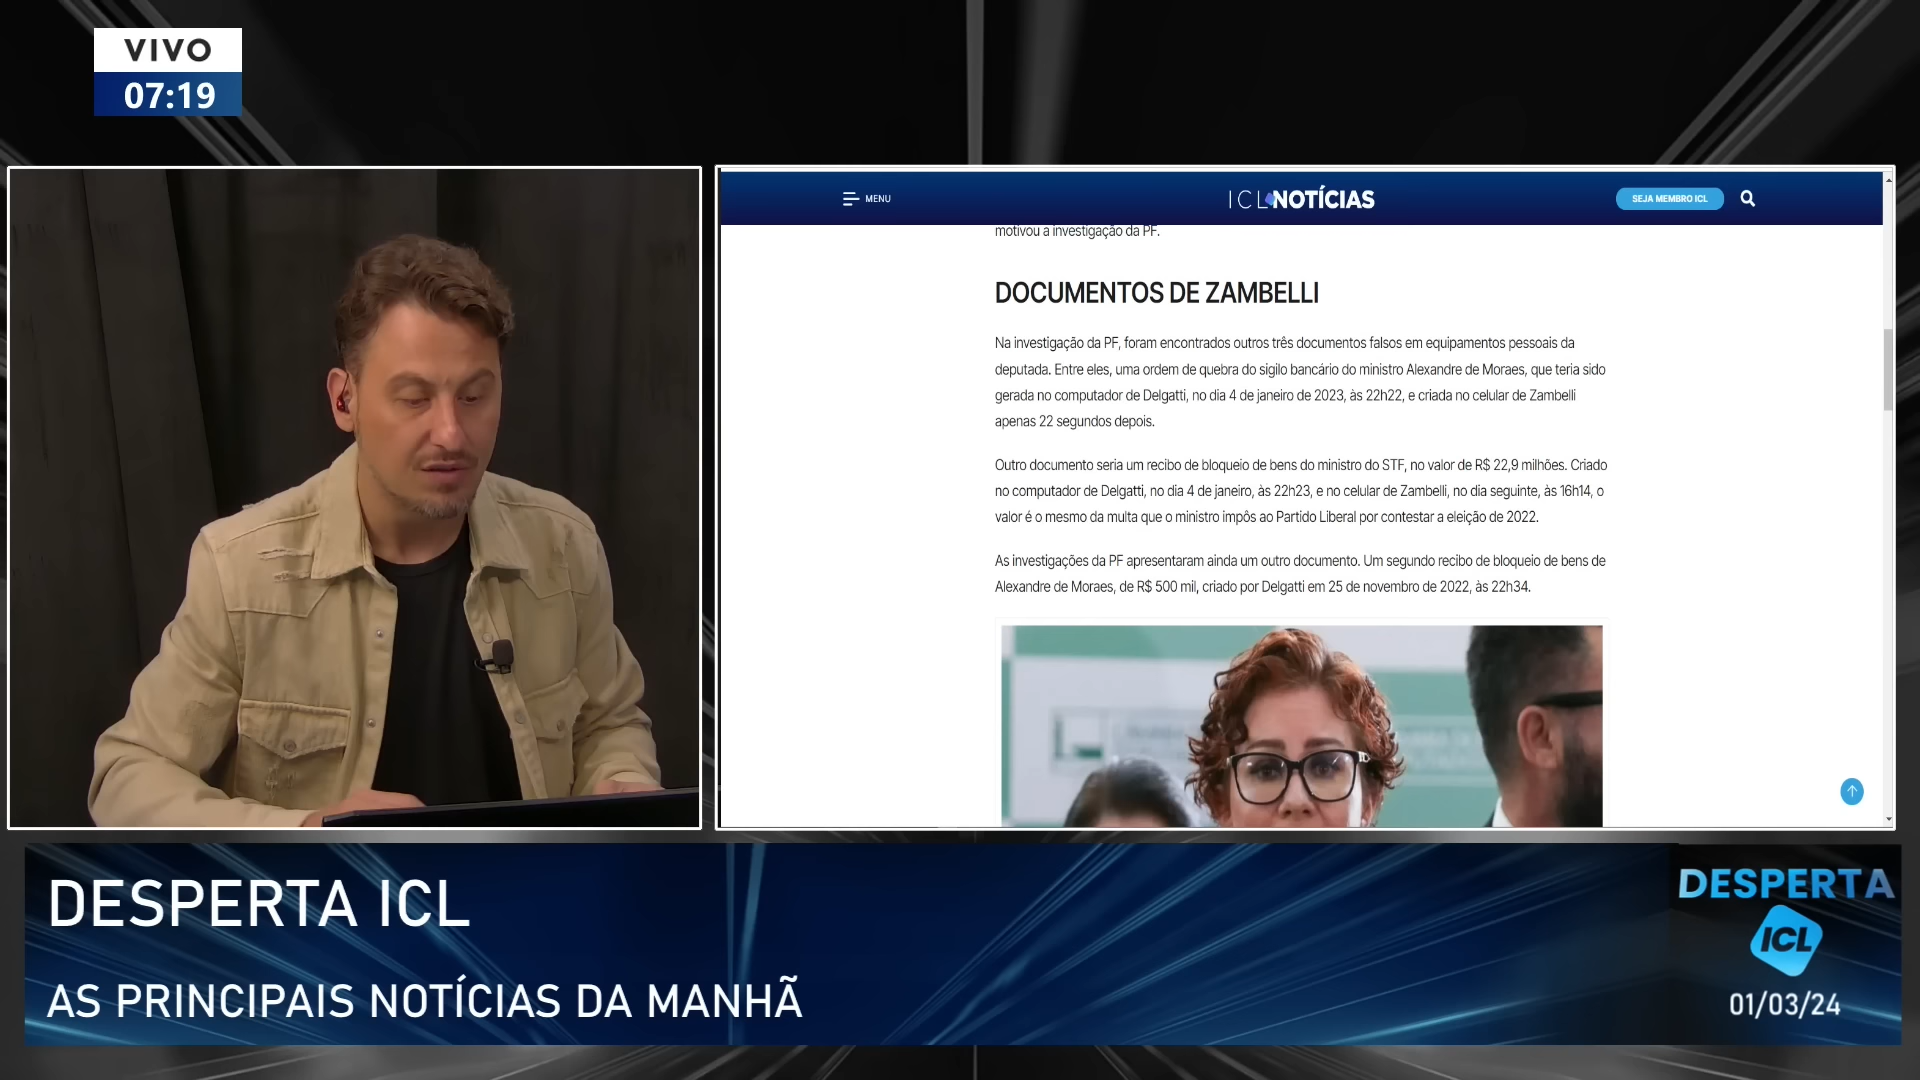 VIVO
07:19
MENU
ICL NOTÍCIAS
SEJA MEMBRO ICL
motivou a investigação da PF.
DOCUMENTOS DE ZAMBELLI
Na investigação da PF, foram encontrados outros três documentos falsos em equipamentos pessoais da
deputada. Entre eles, uma ordem de quebra do sigilo bancário do ministro Alexandre de Moraes, que teria sido
gerada no computador de Delgatti, no dia 4 de janeiro de 2023, às 22h22, e criada no celular de Zambelli
apenas 22 segundos depois.
Outro documento seria um recibo de bloqueio de bens do ministro do STF, no valor de R$ 22,9 milhões. Criado
no computador de Delgatti, no dia 4 de janeiro, às 22h23, e no celular de Zambelli, no dia seguinte, às 16h14, o
valor é o mesmo da multa que o ministro impôs ao Partido Liberal por contestar a eleição de 2022.
As investigações da PF apresentaram ainda um outro documento. Um segundo recibo de bloqueio de bens de
Alexandre de Moraes, de R$ 500 mil, criado por Delgatti em 25 de novembro de 2022, às 22h34.
DESPERTA ICL
AS PRINCIPAIS NOTÍCIAS DA MANHÃ
DESPERTA
ICL
01/03/24